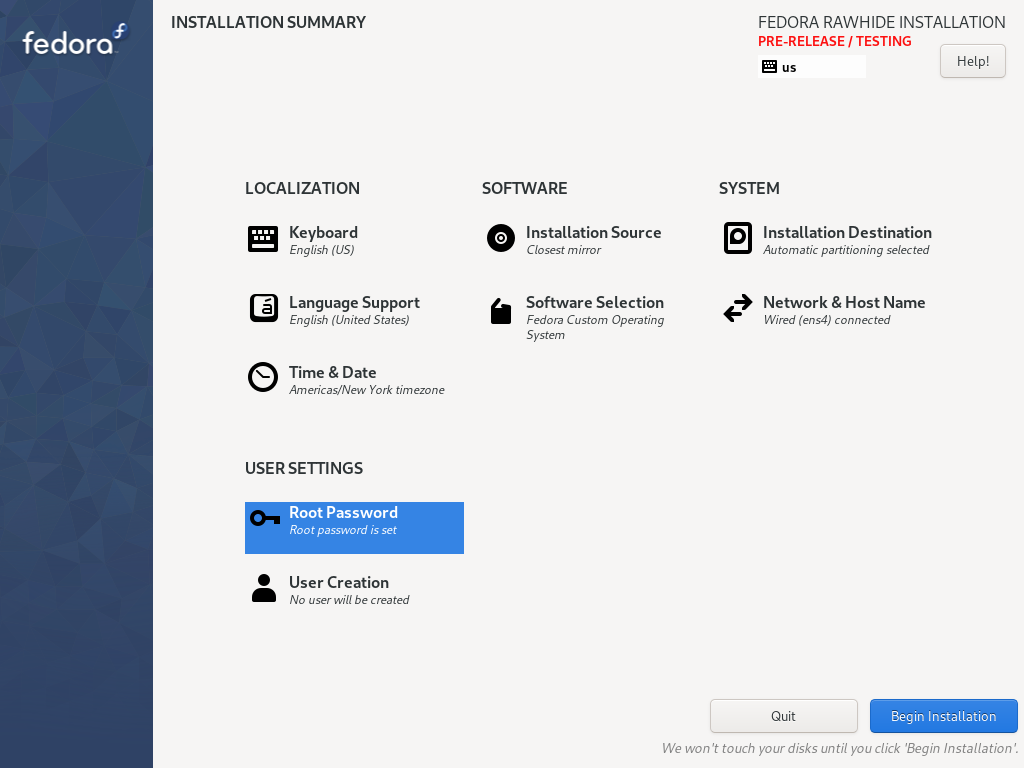 fedora
INSTALLATION SUMMARY
FEDORA RAWHIDE INSTALLATION
PRE-RELEASE / TESTING
us
Help!
LOCALIZATION
Keyboard
English (US)
Language Support
English (United States)
Time & Date
Americas/New York timezone
SOFTWARE
Installation Source
Closest mirror
Software Selection
Fedora Custom Operating
System
SYSTEM
Installation Destination
Automatic partitioning selected
Network & Host Name
Wired (ens4) connected
USER SETTINGS
Root Password
Root password is set
User Creation
No user will be created
Quit
Begin Installation
We won't touch your disks until you click 'Begin Installation'.